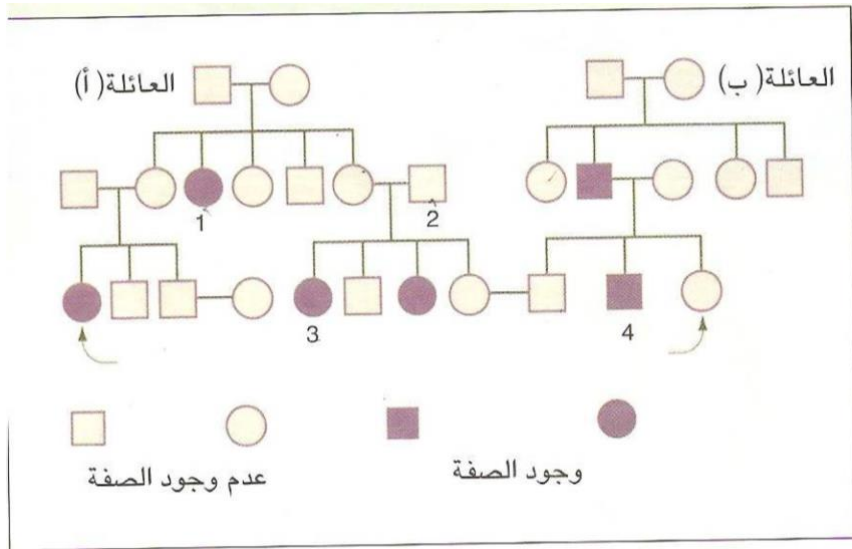 العائلة( أ)
العائلة( ب)
1
2
3
4
عدم وجود الصفة
وجود الصفة